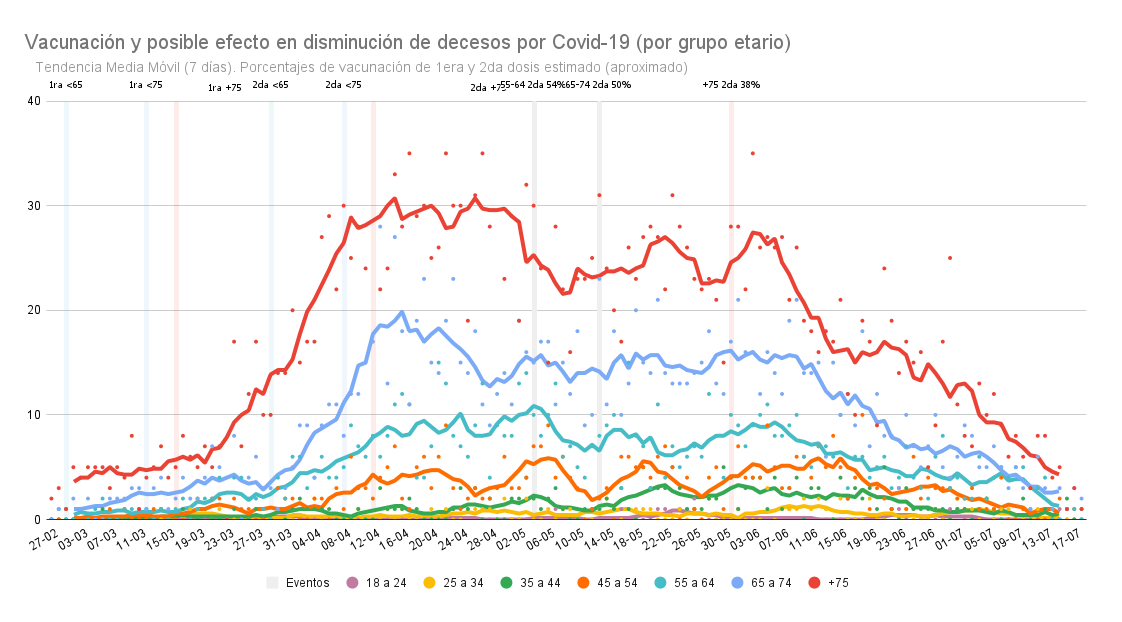 Vacunación y posible efecto en disminución de decesos por Covid-19 (por grupo etario)
Tendencia Media Móvil (7 días). Porcentajes de vacunación de 1era y 2da dosis estimado (aproximado)
1ra <65 1ra <75 1ra +75 2da <65 2da <75 2da +75 55-64 2da 54% 65-74 2da 50% +75 2da 38%
40
30
20
10
0
27-02 03-03 07-03 11-03 15-03 19-03 23-03 27-03 31-03 04-04 08-04 12-04 16-04 20-04 24-04 28-04 02-05 06-05 10-05 14-05 18-05 22-05 26-05 30-05 03-06 07-06 11-06 15-06 19-06 23-06 27-06 01-07 05-07 09-07 13-07 17-07
Eventos 18 a 24 25 a 34 35 a 44 45 a 54 55 a 64 65 a 74 +75